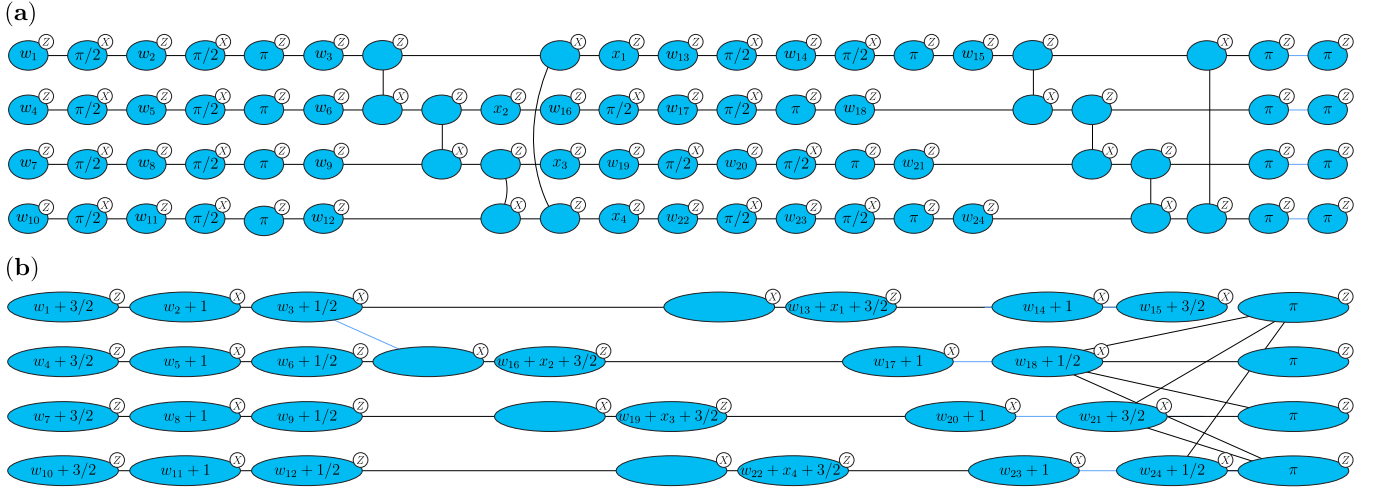 (a)
w₁ Z π/2 X w₂ Z π/2 X π Z w₃ Z Z X x₁ Z w₁₃ Z π/2 X w₁₄ Z π/2 X π Z w₁₅ Z Z X π Z π Z
w₄ Z π/2 X w₅ Z π/2 X π Z w₆ Z X Z x₂ Z w₁₆ Z π/2 X w₁₇ Z π/2 X π Z w₁₈ Z X Z π Z π Z
w₇ Z π/2 X w₈ Z π/2 X π Z w₉ Z X Z x₃ Z w₁₉ Z π/2 X w₂₀ Z π/2 X π Z w₂₁ Z X Z π Z π Z
w₁₀ Z π/2 X w₁₁ Z π/2 X π Z w₁₂ Z X Z x₄ Z w₂₂ Z π/2 X w₂₃ Z π/2 X π Z w₂₄ Z X Z π Z π Z
(b)
w₁ + 3/2 Z w₂ + 1 X w₃ + 1/2 X X w₁₃ + x₁ + 3/2 Z w₁₄ + 1 X w₁₅ + 3/2 X π Z
w₄ + 3/2 Z w₅ + 1 X w₆ + 1/2 Z X w₁₆ + x₂ + 3/2 Z w₁₇ + 1 X w₁₈ + 1/2 X π Z
w₇ + 3/2 Z w₈ + 1 X w₉ + 1/2 Z X w₁₉ + x₃ + 3/2 Z w₂₀ + 1 X w₂₁ + 3/2 X π Z
w₁₀ + 3/2 Z w₁₁ + 1 X w₁₂ + 1/2 Z X w₂₂ + x₄ + 3/2 Z w₂₃ + 1 X w₂₄ + 1/2 X π Z